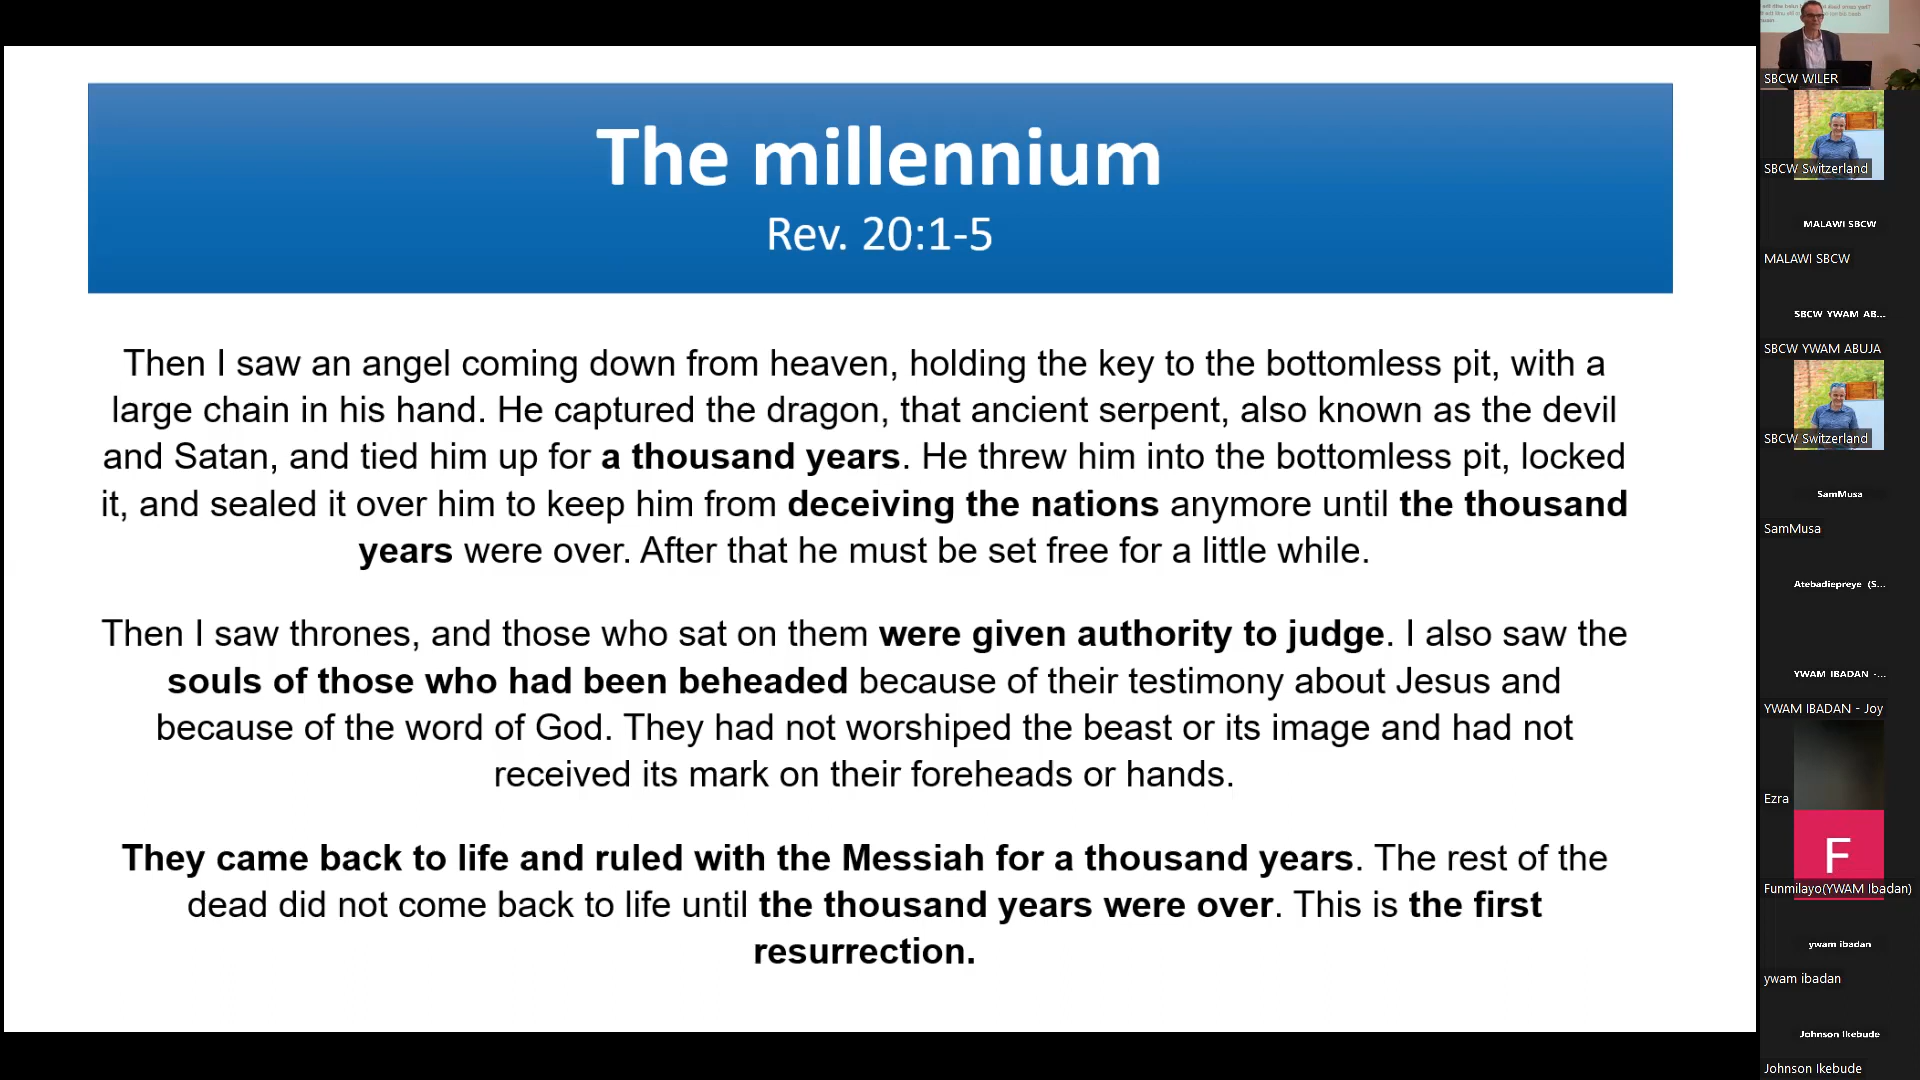 The millennium
Rev. 20:1-5
Then I saw an angel coming down from heaven, holding the key to the bottomless pit, with a
large chain in his hand. He captured the dragon, that ancient serpent, also known as the devil
and Satan, and tied him up for a thousand years. He threw him into the bottomless pit, locked
it, and sealed it over him to keep him from deceiving the nations anymore until the thousand
years were over. After that he must be set free for a little while.
Then I saw thrones, and those who sat on them were given authority to judge. I also saw the
souls of those who had been beheaded because of their testimony about Jesus and
because of the word of God. They had not worshiped the beast or its image and had not
received its mark on their foreheads or hands.
They came back to life and ruled with the Messiah for a thousand years. The rest of the
dead did not come back to life until the thousand years were over. This is the first
resurrection.
SBCW WILER
SBCW Switzerland
MALAWI SBCW
MALAWI SBCW
SBCW YWAM AB...
SBCW YWAM ABUJA
SBCW Switzerland
SamMusa
SamMusa
Atebadiepreye (S...
YWAM IBADAN -...
YWAM IBADAN - Joy
Ezra
F
Funmilayo(YWAM Ibadan)
ywam ibadan
ywam ibadan
Johnson Ikebude
Johnson Ikebude